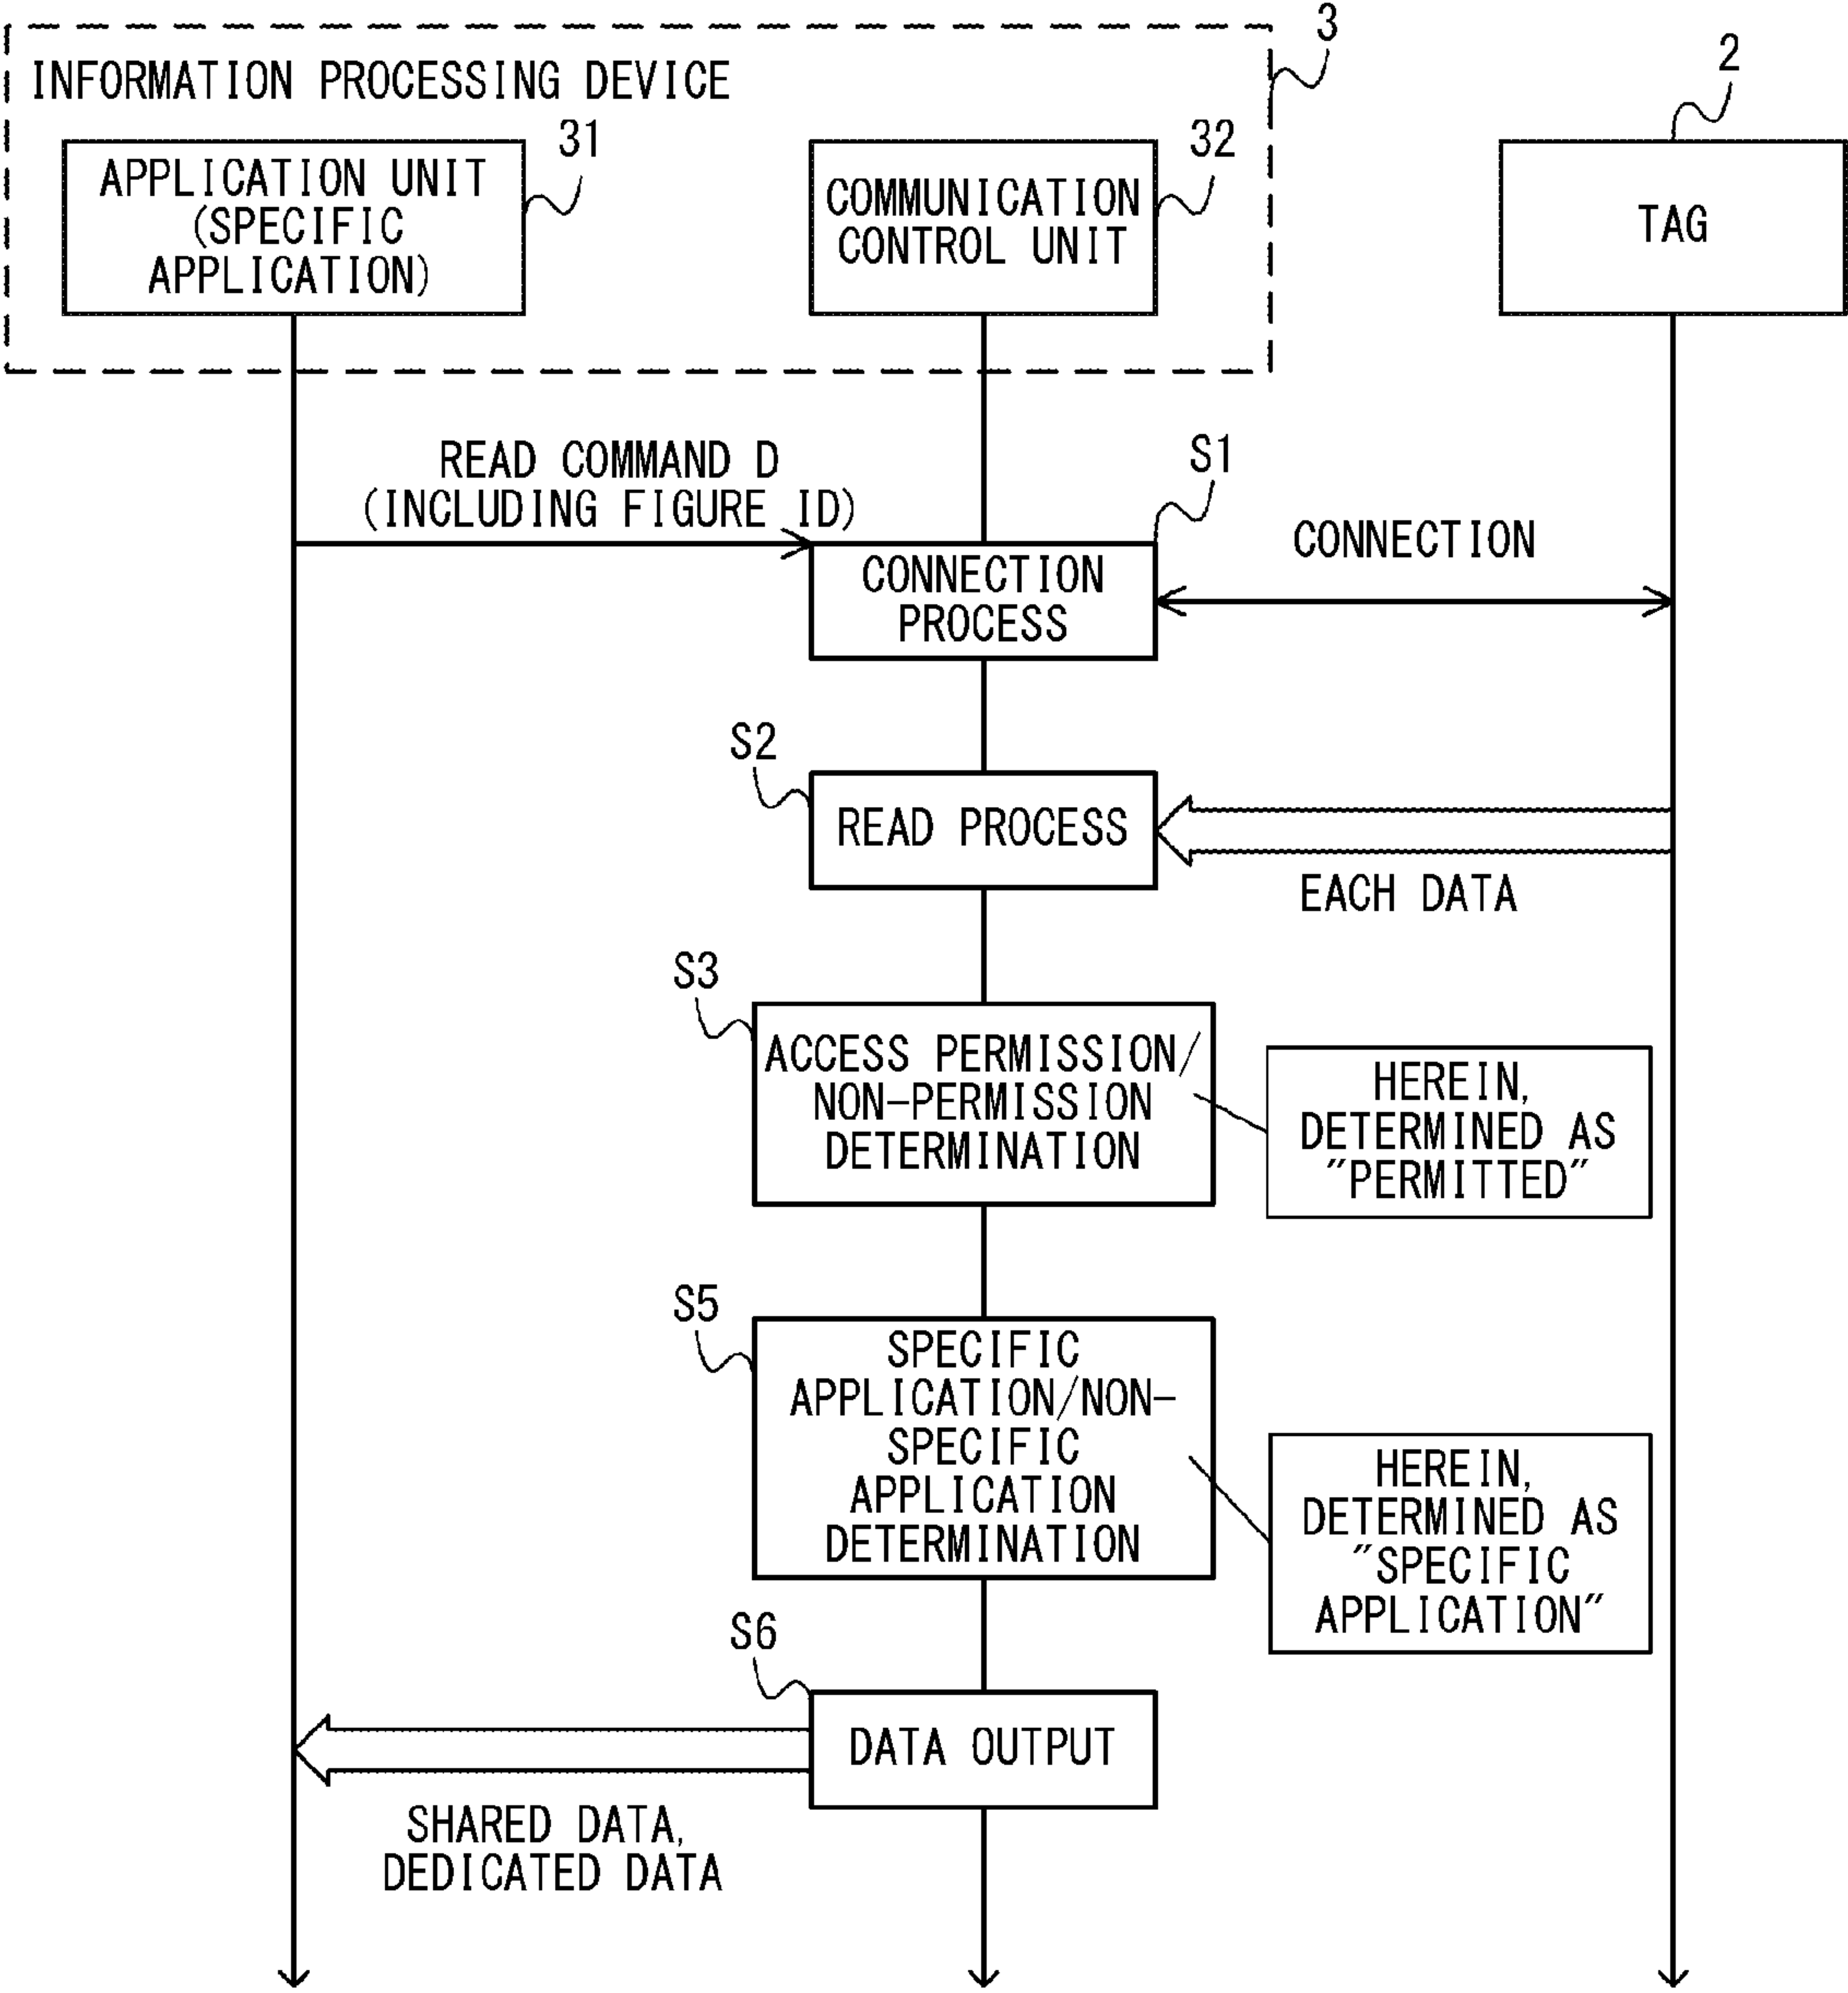 3
INFORMATION PROCESSING DEVICE
2
31
32
APPLICATION UNIT
(SPECIFIC
APPLICATION)
COMMUNICATION
CONTROL UNIT
TAG
READ COMMAND D
(INCLUDING FIGURE ID)
S1
CONNECTION
PROCESS
CONNECTION
S2
READ PROCESS
EACH DATA
S3
ACCESS PERMISSION/
NON-PERMISSION
DETERMINATION
HEREIN,
DETERMINED AS
"PERMITTED"
S5
SPECIFIC
APPLICATION/NON-
SPECIFIC
APPLICATION
DETERMINATION
HEREIN,
DETERMINED AS
"SPECIFIC
APPLICATION"
S6
DATA OUTPUT
SHARED DATA,
DEDICATED DATA